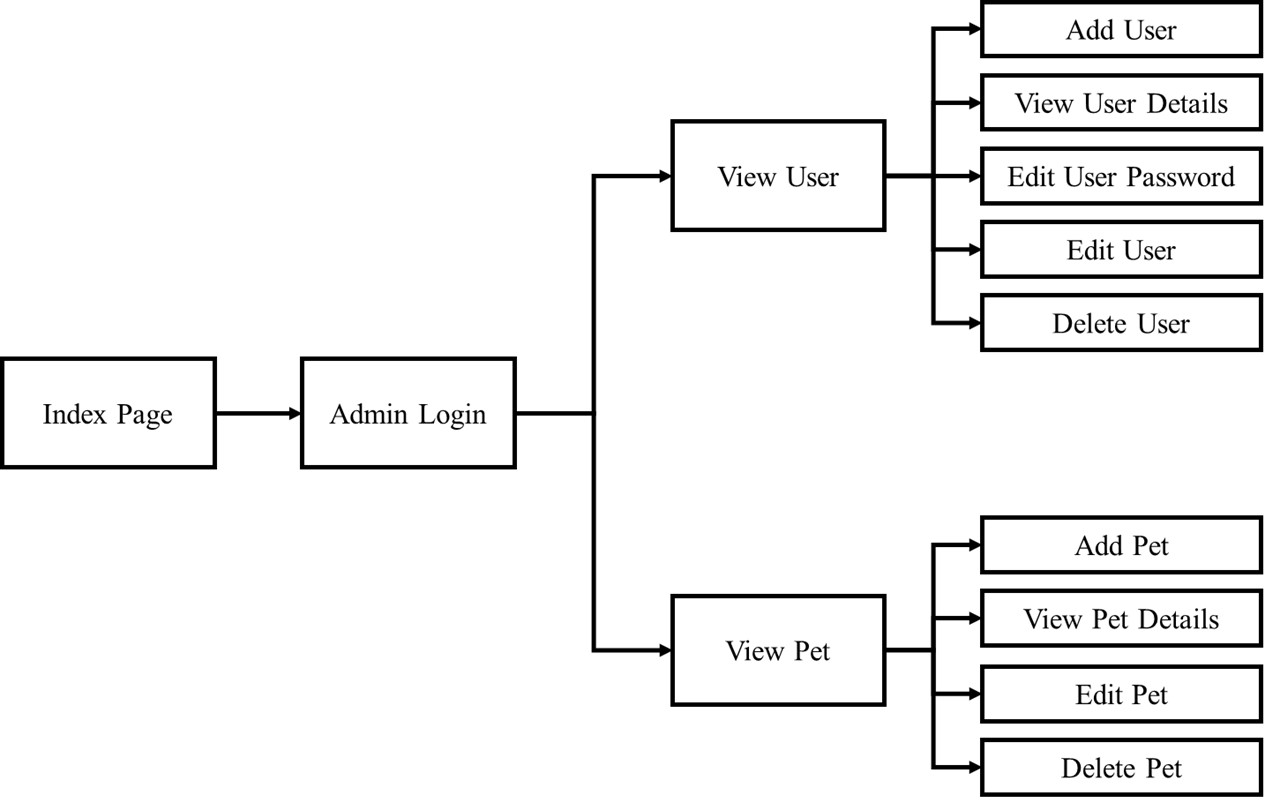 Index Page
Admin Login
View User
Add User
View User Details
Edit User Password
Edit User
Delete User
View Pet
Add Pet
View Pet Details
Edit Pet
Delete Pet